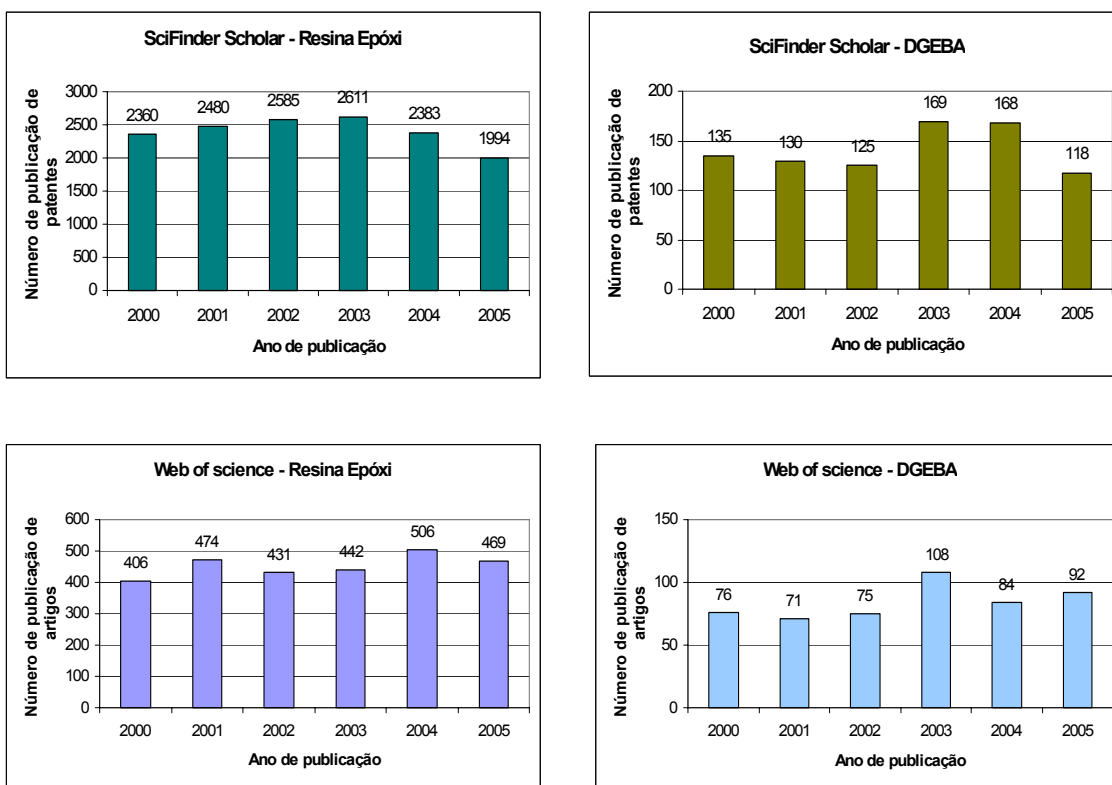 SciFinder Scholar - Resina Epóxi
Número de publicação de
patentes
3000
2500
2000
1500
1000
500
0
2360
2480
2585
2611
2383
1994
2000 2001 2002 2003 2004 2005
Ano de publicação
SciFinder Scholar - DGEBA
Número de publicação de
patentes
200
150
100
50
0
135
130
125
169
168
118
2000 2001 2002 2003 2004 2005
Ano de publicação
Web of science - Resina Epóxi
Número de publicação de
artigos
600
500
400
300
200
100
0
406
474
431
442
506
469
2000 2001 2002 2003 2004 2005
Ano de publicação
Web of science - DGEBA
Número de publicação de
artigos
150
100
50
0
76
71
75
108
84
92
2000 2001 2002 2003 2004 2005
Ano de publicação